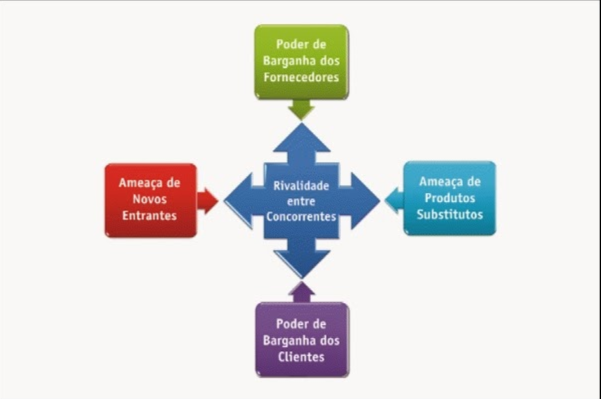 Poder de
Barganha dos
Fornecedores
Ameaça de
Novos
Entrantes
Rivalidade
entre
Concorrentes
Ameaça de
Produtos
Substitutos
Poder de
Barganha dos
Clientes